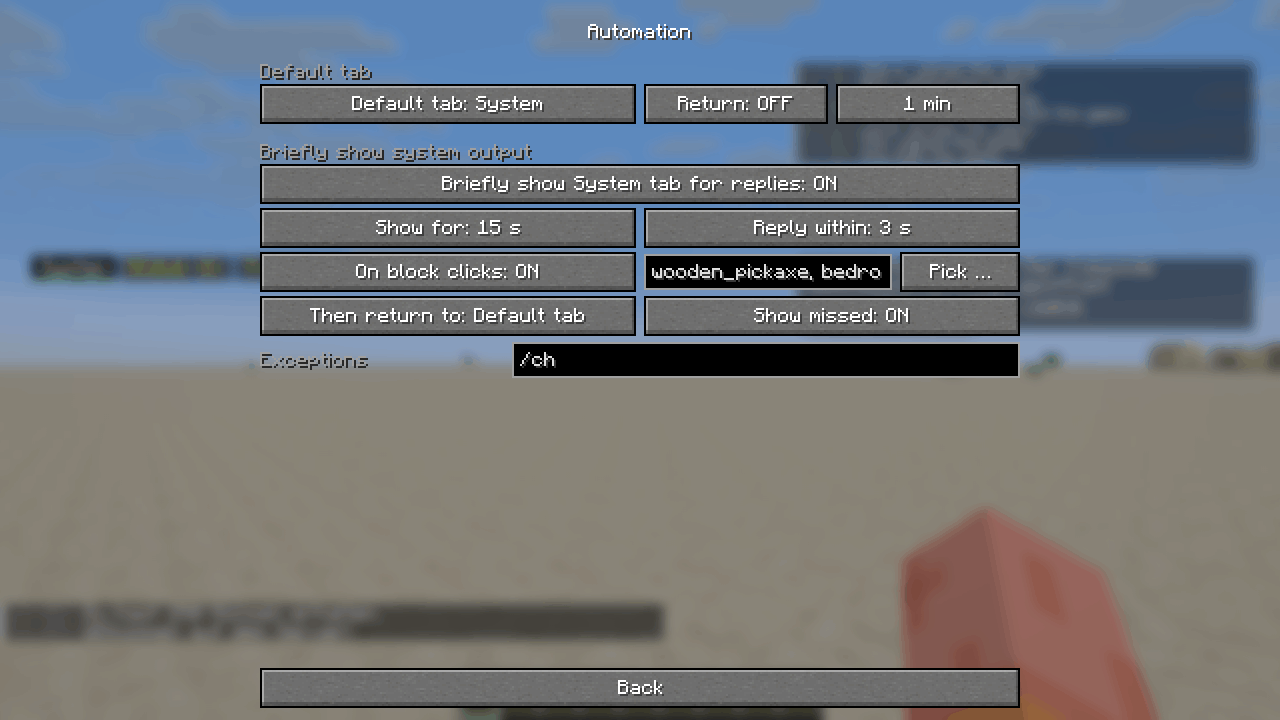 Automation
Default tab
Default tab: System
Return: OFF
1 min
Briefly show system output
Briefly show System tab for replies: ON
Show for: 15 s
Reply within: 3 s
On block clicks: ON
wooden_pickaxe, bedro
Pick ...
Then return to: Default tab
Show missed: ON
Exceptions
/ch
Back